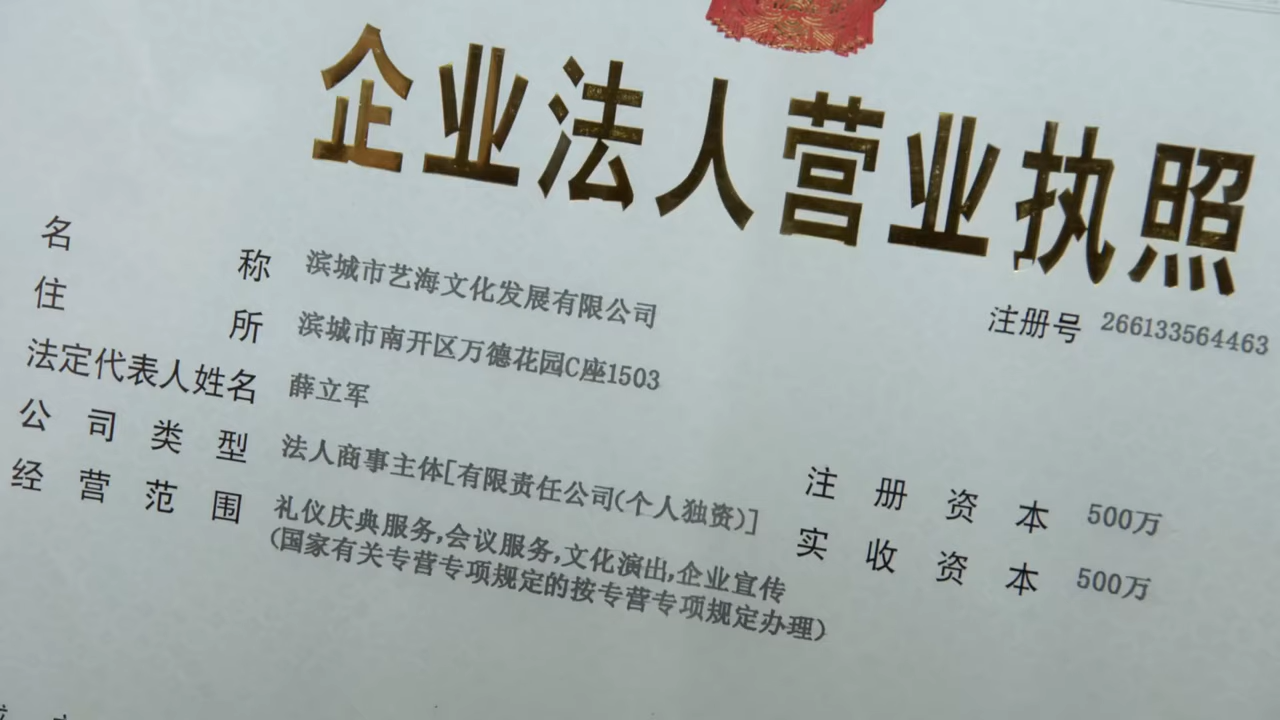 企业法人营业执照
注册号 266133564463
名称 滨城市艺海文化发展有限公司
住所 滨城市南开区万德花园C座1503
法定代表人姓名 薛立军
公司类型 法人商事主体[有限责任公司(个人独资)]
注册资本 500万
经营范围 礼仪庆典服务,会议服务,文化演出,企业宣传
(国家有关专营专项规定的按专营专项规定办理)
实收资本 500万